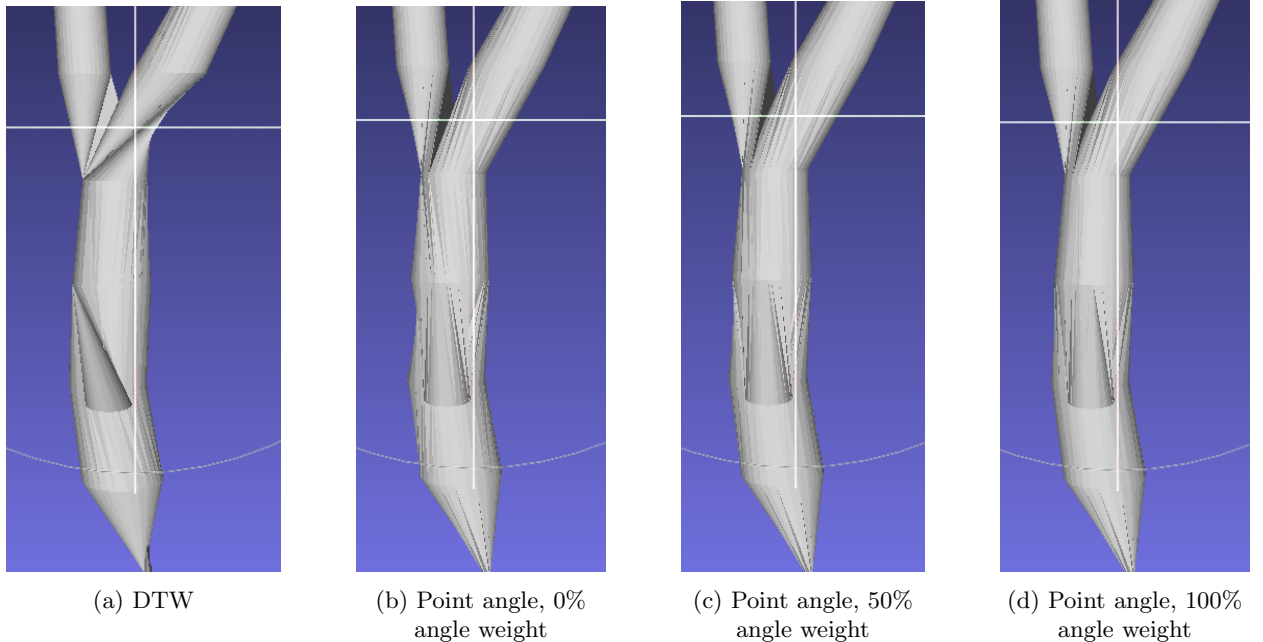 (a) DTW
(b) Point angle, 0%
angle weight
(c) Point angle, 50%
angle weight
(d) Point angle, 100%
angle weight